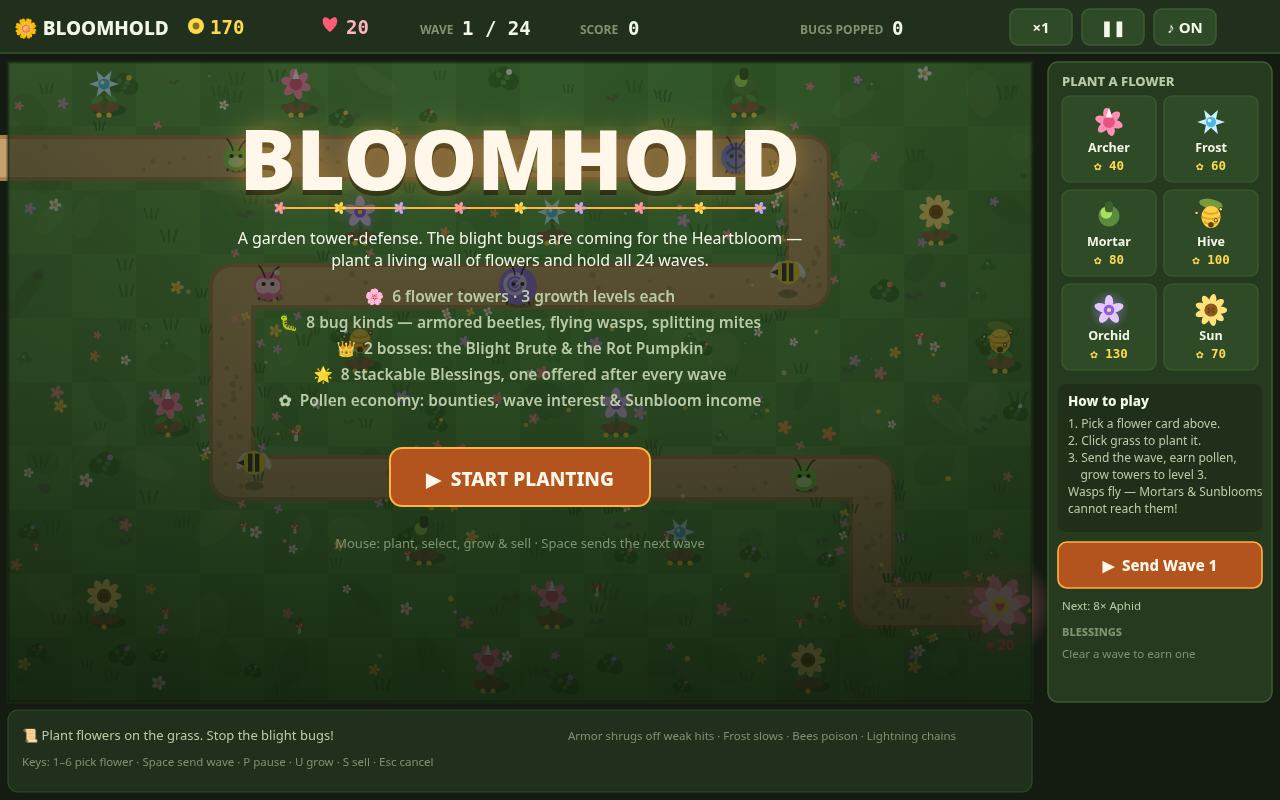 🌼 BLOOMHOLD 170 20 WAVE 1 / 24 SCORE 0 BUGS POPPED 0 ×1 ❚❚ ♪ ON
BLOOMHOLD
A garden tower-defense. The blight bugs are coming for the Heartbloom —
plant a living wall of flowers and hold all 24 waves.
🌸 6 flower towers · 3 growth levels each
🐛 8 bug kinds — armored beetles, flying wasps, splitting mites
👑 2 bosses: the Blight Brute & the Rot Pumpkin
🌟 8 stackable Blessings, one offered after every wave
✿ Pollen economy: bounties, wave interest & Sunbloom income
▶ START PLANTING
Mouse: plant, select, grow & sell · Space sends the next wave
♥ 20
PLANT A FLOWER
Archer
✿ 40
Frost
✿ 60
Mortar
✿ 80
Hive
✿ 100
Orchid
✿ 130
Sun
✿ 70
How to play
1. Pick a flower card above.
2. Click grass to plant it.
3. Send the wave, earn pollen,
grow towers to level 3.
Wasps fly — Mortars & Sunblooms
cannot reach them!
▶ Send Wave 1
Next: 8× Aphid
BLESSINGS
Clear a wave to earn one
📜 Plant flowers on the grass. Stop the blight bugs!
Armor shrugs off weak hits · Frost slows · Bees poison · Lightning chains
Keys: 1–6 pick flower · Space send wave · P pause · U grow · S sell · Esc cancel